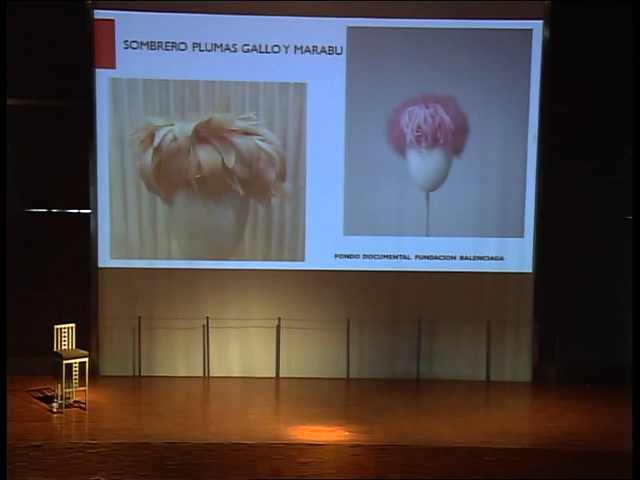 SOMBRERO PLUMAS GALLO Y MARABU
FONDO DOCUMENTAL FUNDACION BALENCIAGA